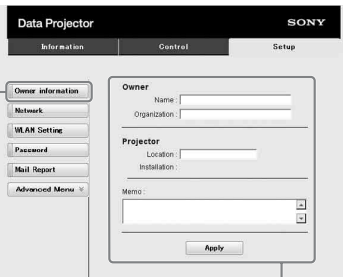 Data Projector SONY
Information Control Setup
Owner information
Network
WLAN Setting
Password
Mail Report
Advanced Menu
Owner
Name :
Organization :
Projector
Location :
Installation :
Memo :
Apply